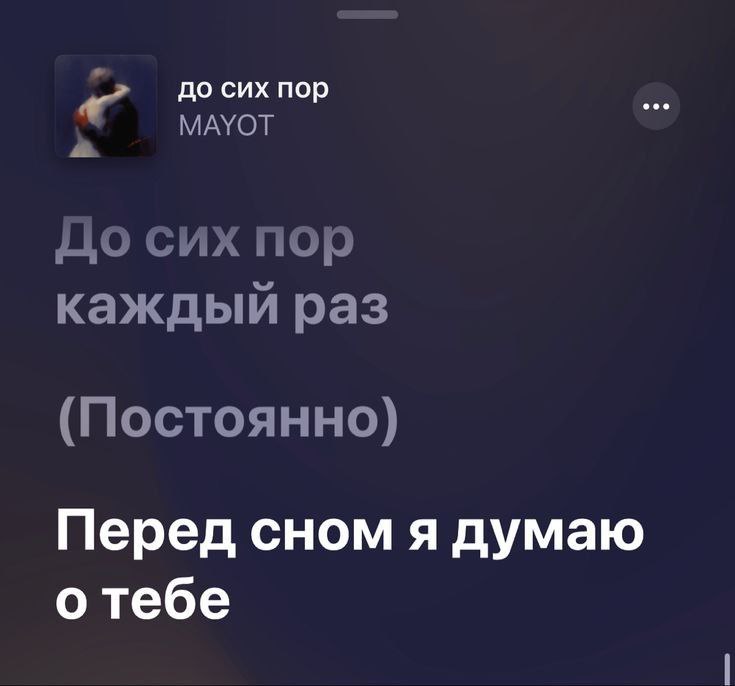 до сих пор
MAYOT
До сих пор
каждый раз
(Постоянно)
Перед сном я думаю
о тебе